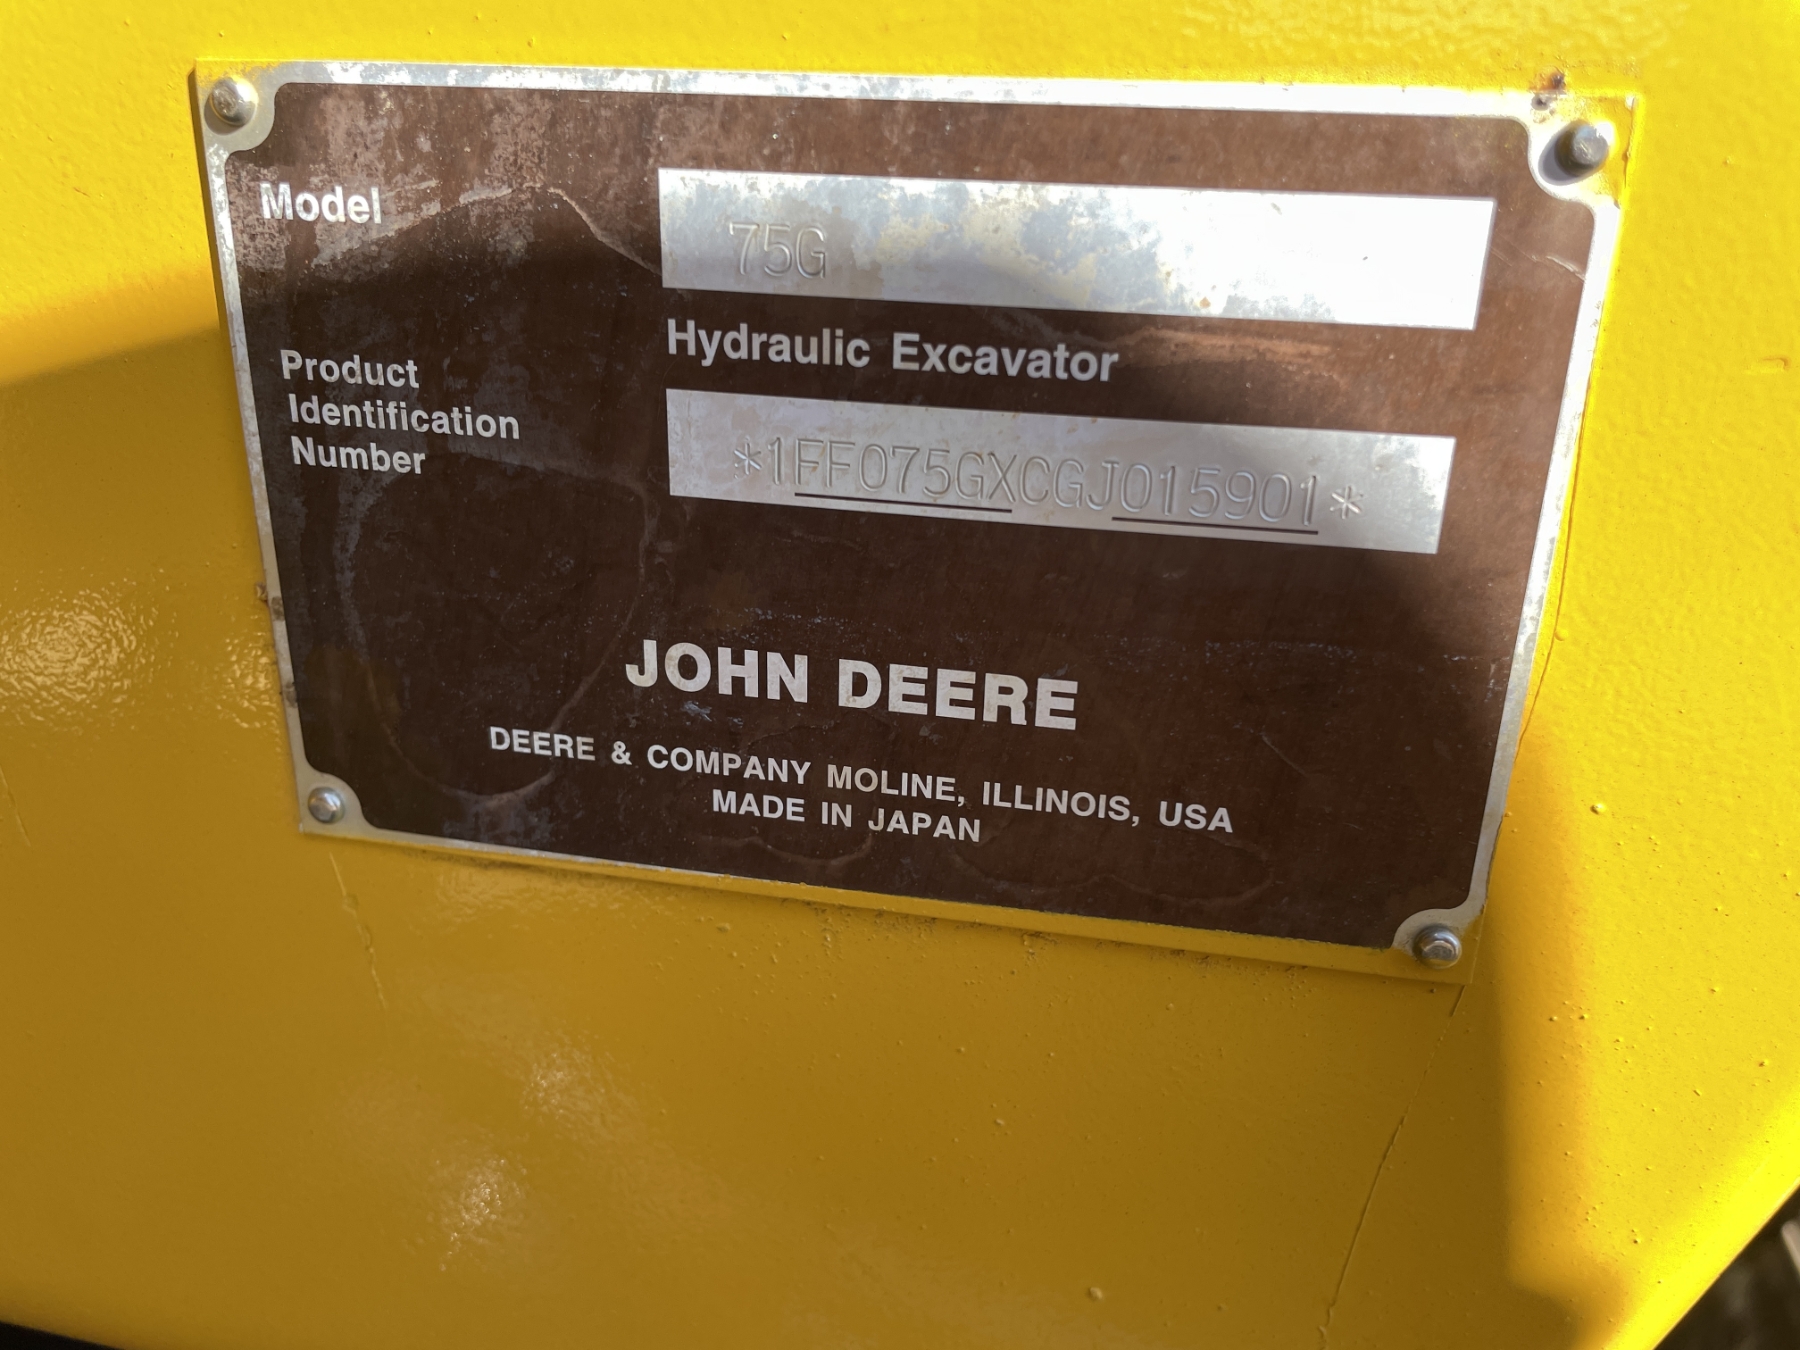 Model 75G
Hydraulic Excavator
Product
Identification
Number
*1FF075GXCGJ015901*
JOHN DEERE
DEERE & COMPANY MOLINE, ILLINOIS, USA
MADE IN JAPAN